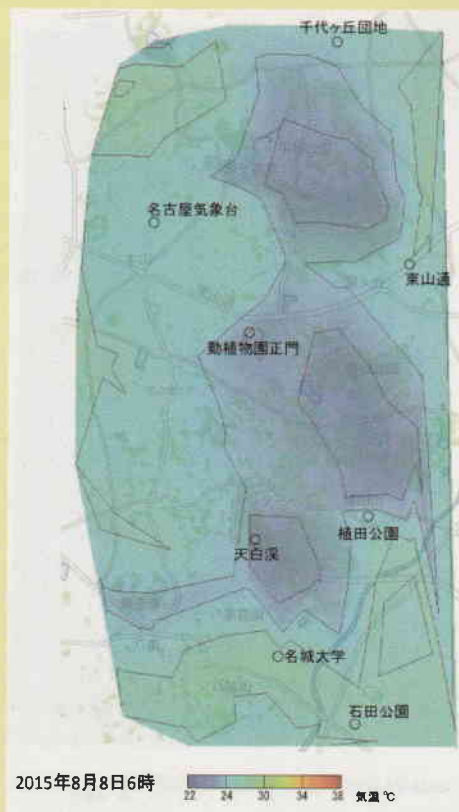 千代ヶ丘団地
名古屋気象台
東山通
動植物園正門
植田公園
天白渓
名城大学
石田公園
2015年8月8日6時
22 24 30 34 38 気温 ℃